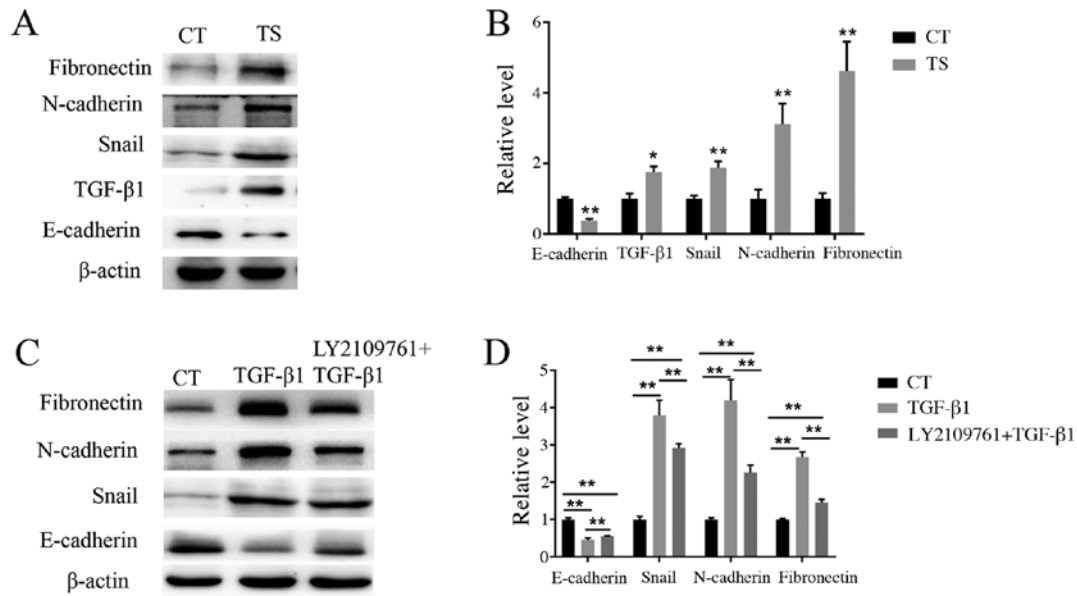 A
CT TS
Fibronectin
N-cadherin
Snail
TGF-β1
E-cadherin
β-actin
B
Relative level
6
4
2
0
** * ** ** **
E-cadherin TGF-β1 Snail N-cadherin Fibronectin
CT
TS
C
CT TGF-β1 LY2109761+
TGF-β1
Fibronectin
N-cadherin
Snail
E-cadherin
β-actin
D
Relative level
5
4
3
2
1
0
** ** **
** ** **
** ** **
** ** **
E-cadherin Snail N-cadherin Fibronectin
CT
TGF-β1
LY2109761+TGF-β1